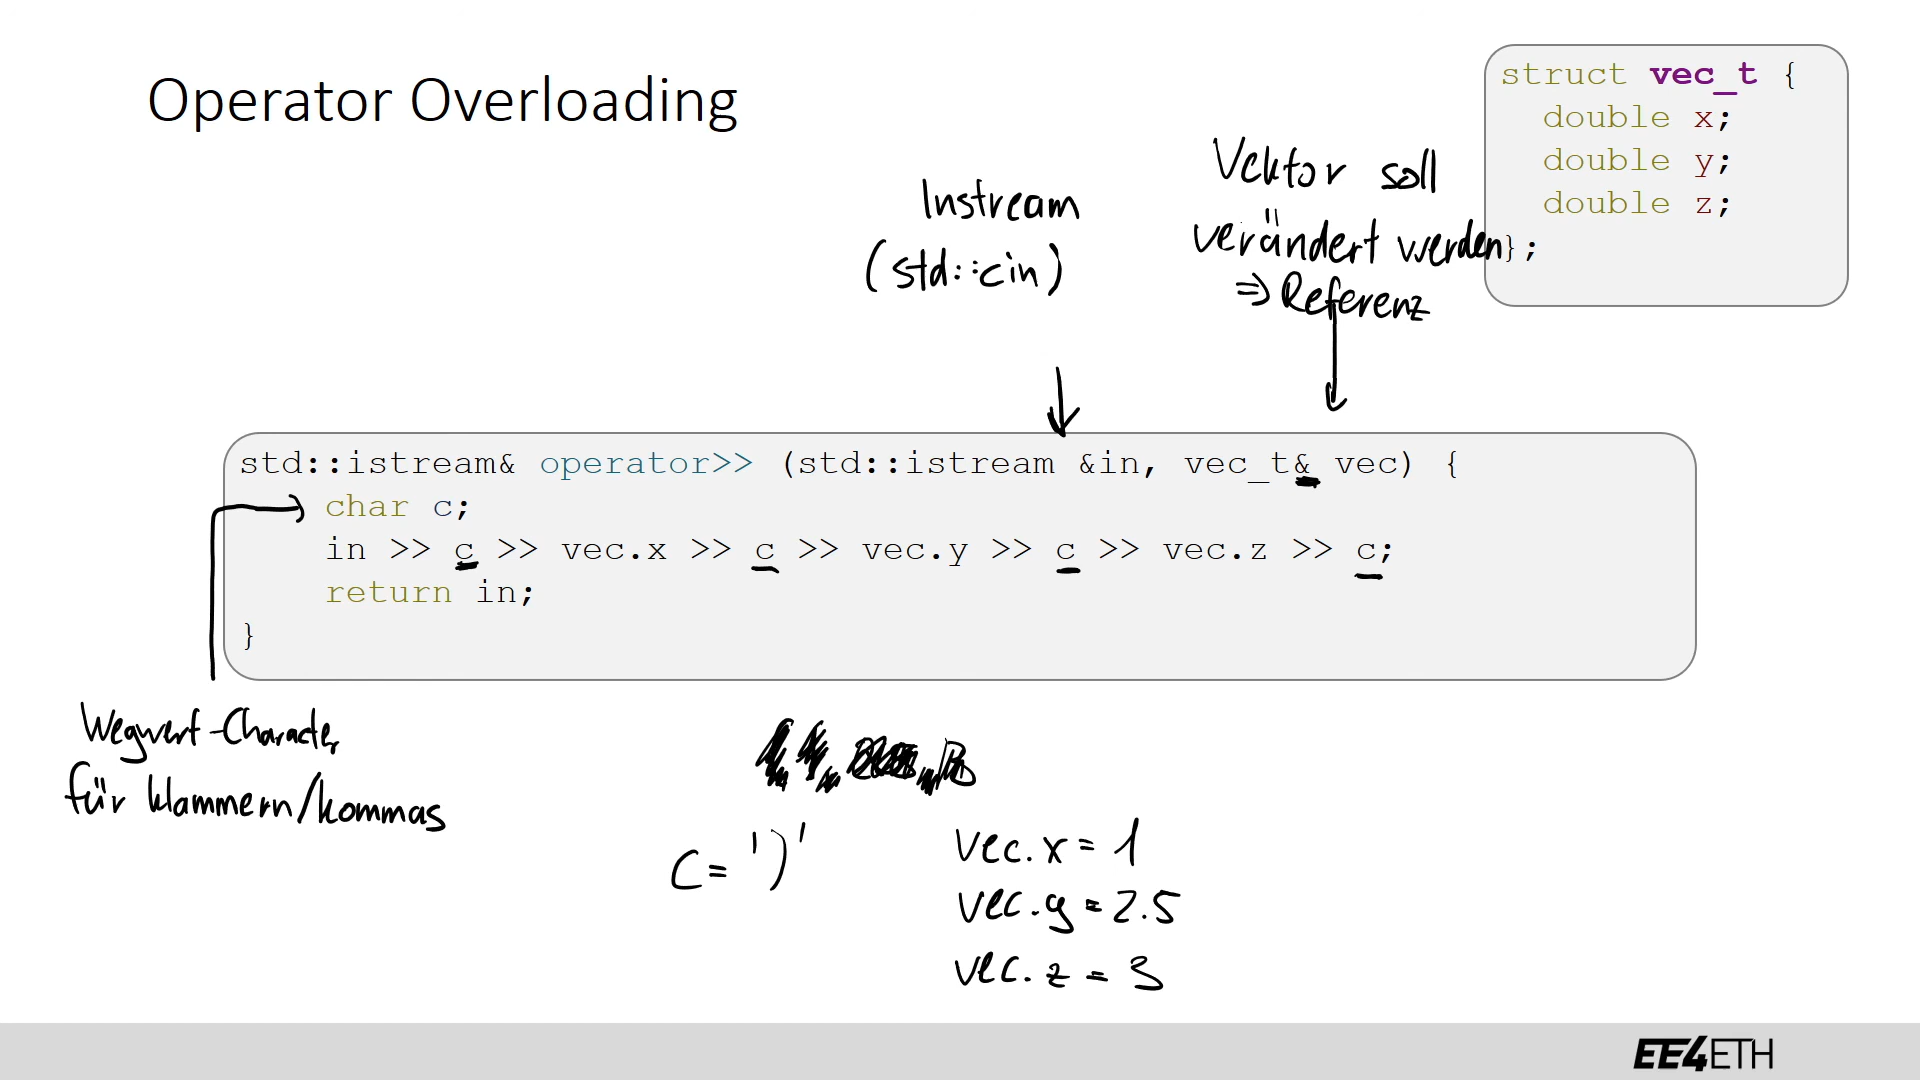 Operator Overloading
struct vec_t {
double x;
double y;
double z;
};
Instream
(std::cin)
Vektor soll
verändert werden
⇒ Referenz
std::istream& operator>> (std::istream &in, vec_t& vec) {
char c;
in >> c >> vec.x >> c >> vec.y >> c >> vec.z >> c;
return in;
}
Wegwerf-Character
für klammern/kommas
C= ')'
vec.x = 1
vec.y = 2.5
vec.z = 3
EE4ETH